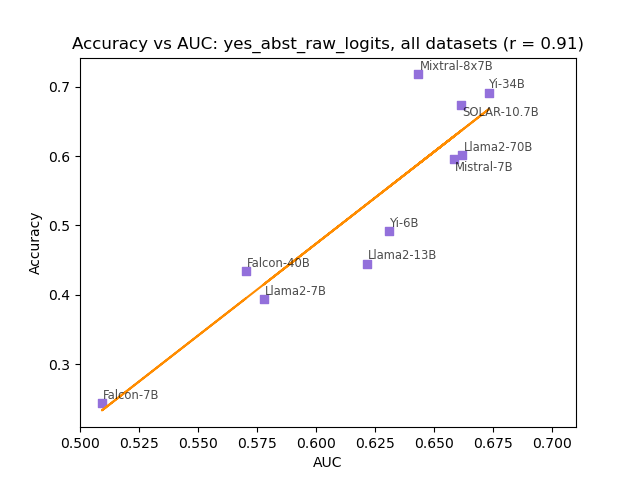 Accuracy vs AUC: yes_abst_raw_logits, all datasets (r = 0.91)
Mixtral-8x7B
Yi-34B
SOLAR-10.7B
Llama2-70B
Mistral-7B
Yi-6B
Llama2-13B
Falcon-40B
Llama2-7B
Falcon-7B
Accuracy
0.7
0.6
0.5
0.4
0.3
0.500 0.525 0.550 0.575 0.600 0.625 0.650 0.675 0.700
AUC